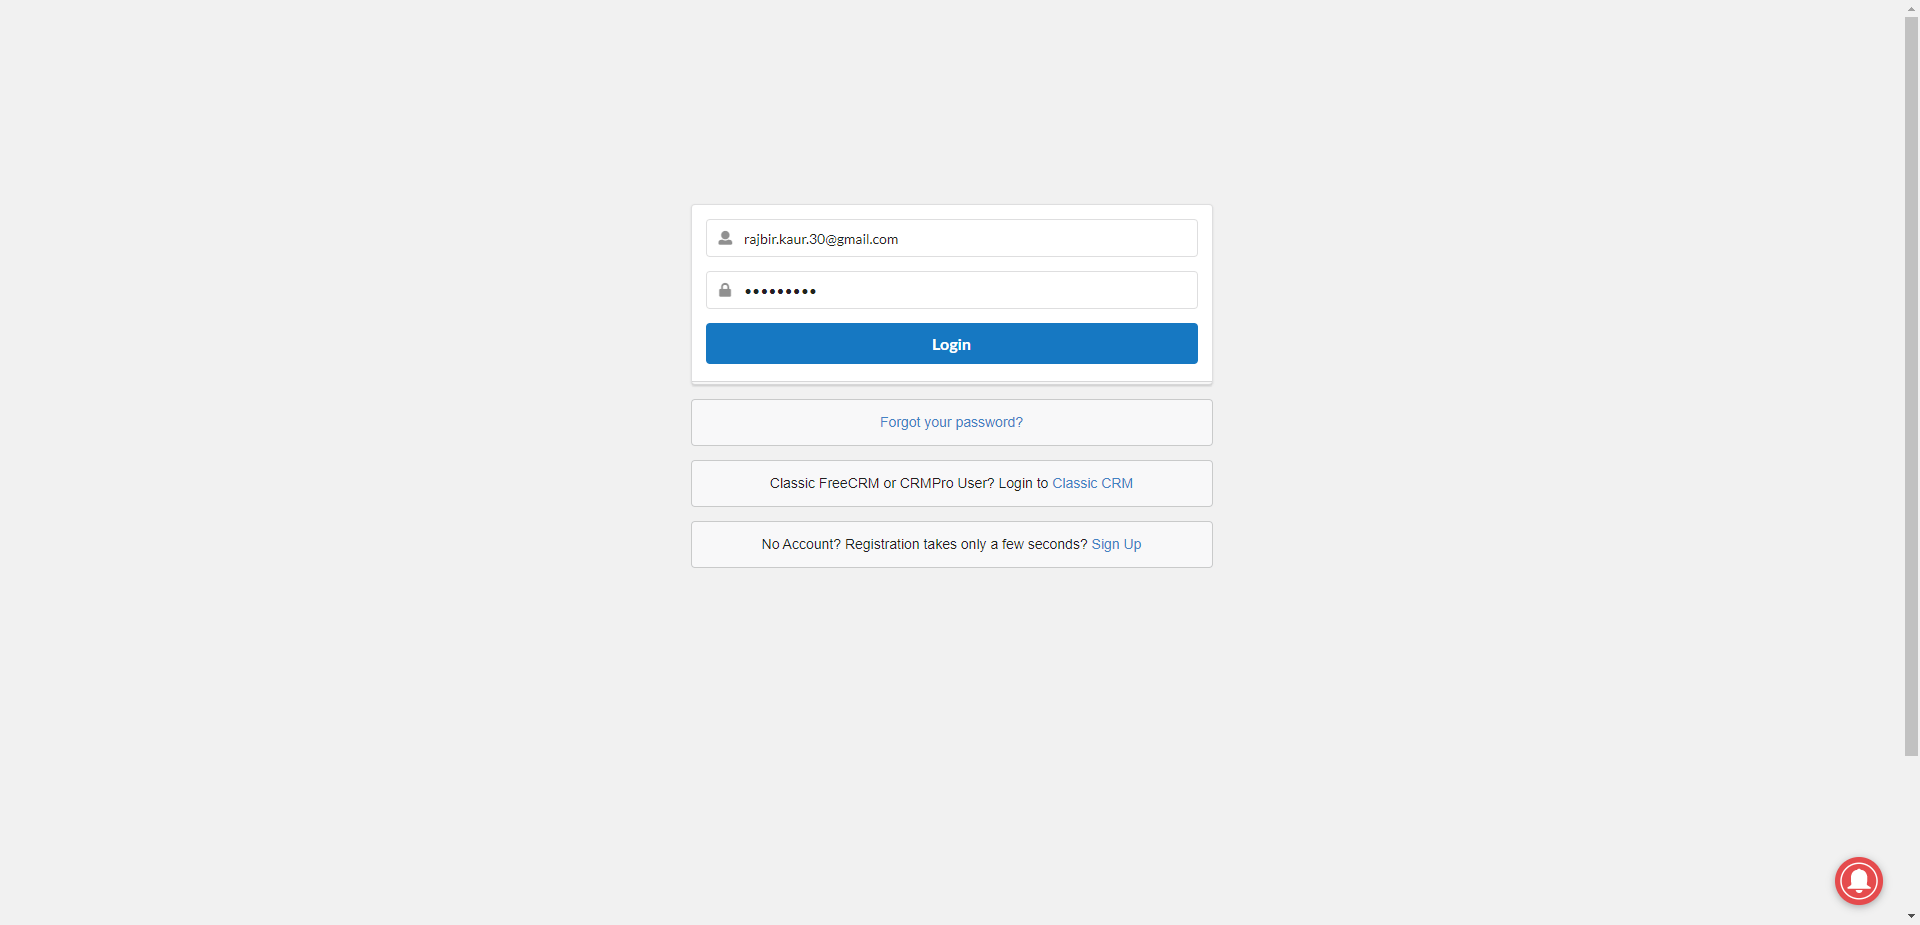 rajbir.kaur.30@gmail.com
•••••••••
Login
Forgot your password?
Classic FreeCRM or CRMPro User? Login to Classic CRM
No Account? Registration takes only a few seconds? Sign Up